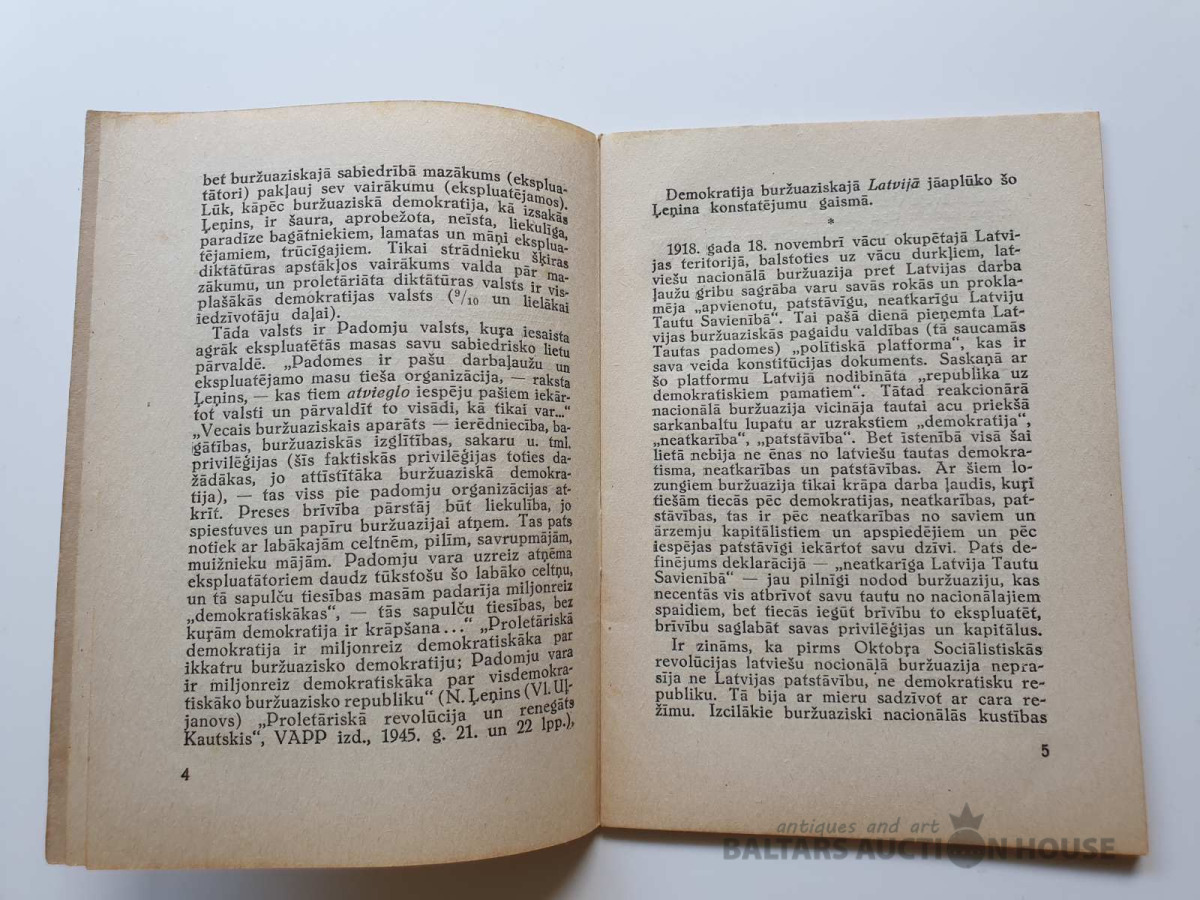 bet buržuaziskajā sabiedrībā mazākums (eksplua-
tātori) pakļauj sev vairākumu (ekspluatējamos).
Lūk, kāpēc buržuaziskā demokratija, kā izsakās
Ļeņins, ir šaura, aprobežota, neīsta, liekulīga,
paradīze bagātniekiem, lamatas un māņi eksplua-
tējamiem, trūcīgajiem. Tikai strādnieku šķiras
diktātūras apstākļos vairākums valda pār ma-
zākumu, un proletāriāta diktātūras valsts ir vis-
plašākās demokratijas valsts (9/10 un lielākai
iedzīvotāju daļai).
Tāda valsts ir Padomju valsts, kuŗa iesaista
agrāk ekspluatētās masas savu sabiedrisko lietu
pārvaldē. „Padomes ir pašu darbaļaužu un
ekspluatējamo masu tieša organizācija, — raksta
Ļeņins, — kas tiem atvieglo iespēju pašiem iekār-
tot valsti un pārvaldīt to visādi, kā tikai var...“
„Vecais buržuaziskais aparāts — ierēdniecība, ba-
gātības, buržuaziskās izglītības, sakaru u. tml.
privilēģijas (šīs faktiskās privilēģijas toties da-
žādākas, jo attīstītāka buržuaziskā demokra-
tija), — tas viss pie padomju organizācijas at-
krīt. Preses brīvība pārstāj būt liekulība, jo
spiestuves un papīru buržuazijai atņem. Tas pats
notiek ar labākajām celtnēm, pilīm, savrupmājām,
muižnieku mājām. Padomju vara uzreiz atņēma
ekspluatātoriem daudz tūkstošu šo labāko celtņu,
un tā sapulču tiesības masām padarīja miljonreiz
„demokratiskākas“, — tās sapulču tiesības, bez
kuŗām demokratija ir krāpšana...“ „Proletāriskā
demokratija ir miljonreiz demokratiskāka par
ikkatru buržuazisko demokratiju; Padomju vara
ir miljonreiz demokratiskāka par visdemokra-
tiskāko buržuazisko republiku“ (N. Ļeņins (Vl. Uļ-
janovs) „Proletāriskā revolūcija un renegāts
Kautskis“, VAPP izd., 1945. g. 21. un 22 lpp.),
4
Demokratija buržuaziskajā Latvijā jāaplūko šo
Ļeņina konstatējumu gaismā.
*
1918. gada 18. novembrī vācu okupētajā Latvi-
jas teritorijā, balstoties uz vācu durkļiem, lat-
viešu nacionālā buržuazija pret Latvijas darba
ļaužu gribu sagrāba varu savās rokās un prokla-
mēja „apvienotu, patstāvīgu, neatkarīgu Latviju
Tautu Savienībā“. Tai pašā dienā pieņemta Lat-
vijas buržuaziskās pagaidu valdības (tā saucamās
Tautas padomes) „polītiskā platforma“, kas ir
sava veida konstitūcijas dokuments. Saskaņā ar
šo platformu Latvijā nodibināta „republika uz
demokratiskiem pamatiem“. Tātad reakcionārā
nacionālā buržuazija vicināja tautai acu priekšā
sarkanbaltu lupatu ar uzrakstiem „demokratija“,
„neatkarība“, „patstāvība“. Bet īstenībā visā šai
lietā nebija ne ēnas no latviešu tautas demokra-
tisma, neatkarības un patstāvības. Ar šiem lo-
zungiem buržuazija tikai krāpa darba ļaudis, kuŗi
tiešām tiecās pēc demokratijas, neatkarības, pat-
stāvības, tas ir pēc neatkarības no saviem un
ārzemju kapitālistiem un apspiedējiem un pēc
iespējas patstāvīgi iekārtot savu dzīvi. Pats de-
finējums deklarācijā — „neatkarīga Latvija Tautu
Savienībā“ — jau pilnīgi nodod buržuaziju, kas
necentās vis atbrīvot savu tautu no nacionālajiem
spaidiem, bet tiecās iegūt brīvību to ekspluatēt,
brīvību saglabāt savas privilēģijas un kapitālus.
Ir zināms, ka pirms Oktobŗa Sociālistiskās
revolūcijas latviešu nocionālā buržuazija nepra-
sīja ne Latvijas patstāvību, ne demokratisku re-
publiku. Tā bija ar mieru sadzīvot ar cara re-
žīmu. Izcilākie buržuaziski nacionālās kustības
5
antiques and art
BALTARS AUCTION HOUSE